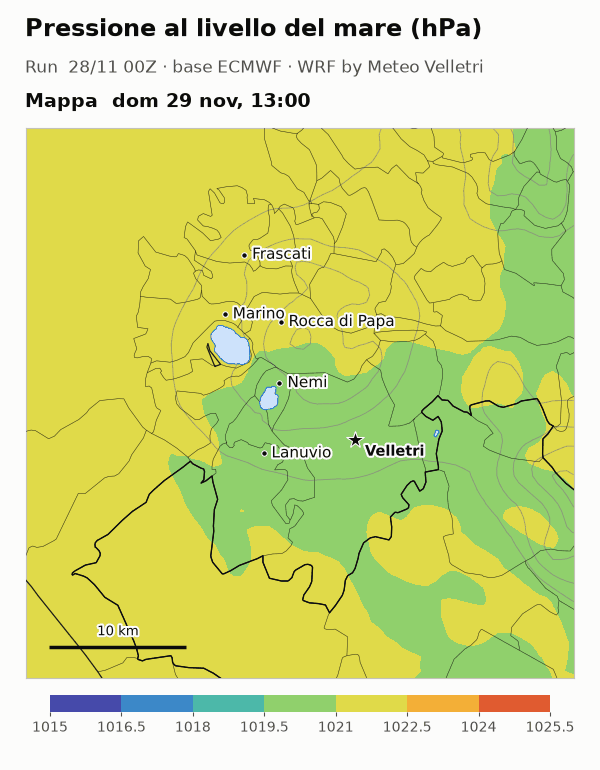 Pressione al livello del mare (hPa)
Run  28/11 00Z · base ECMWF · WRF by Meteo Velletri
Mappa  dom 29 nov, 13:00
Frascati
Marino
Rocca di Papa
Nemi
Velletri
Lanuvio
10 km
1015 1016.5 1018 1019.5 1021 1022.5 1024 1025.5